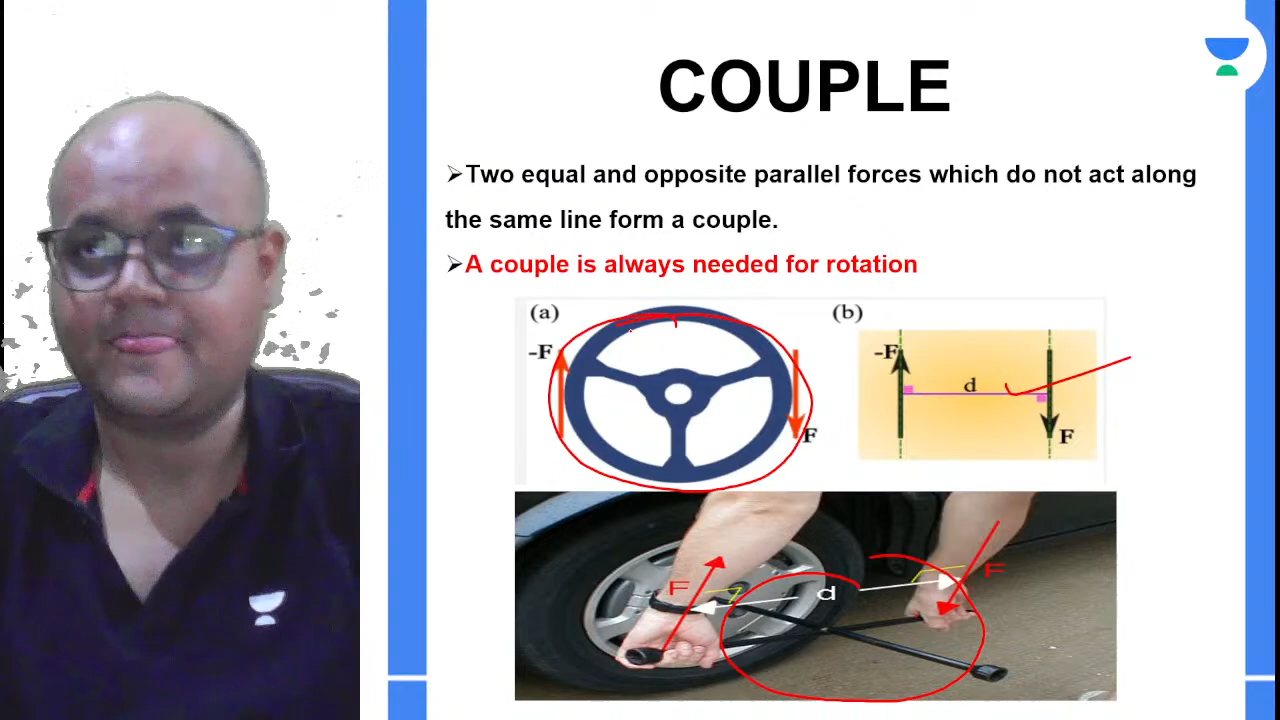 COUPLE
➢Two equal and opposite parallel forces which do not act along
the same line form a couple.
➢A couple is always needed for rotation
(a)
(b)
-F
F
-F
d
F
F
d
F